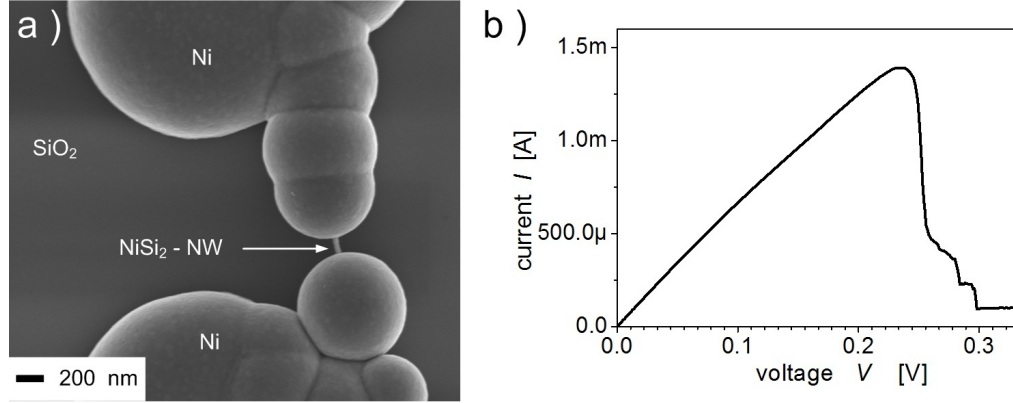 a )
Ni
SiO₂
NiSi₂ - NW
Ni
200 nm
b )
1.5m
1.0m
500.0µ
0.0
current I [A]
0.0 0.1 0.2 0.3
voltage V [V]